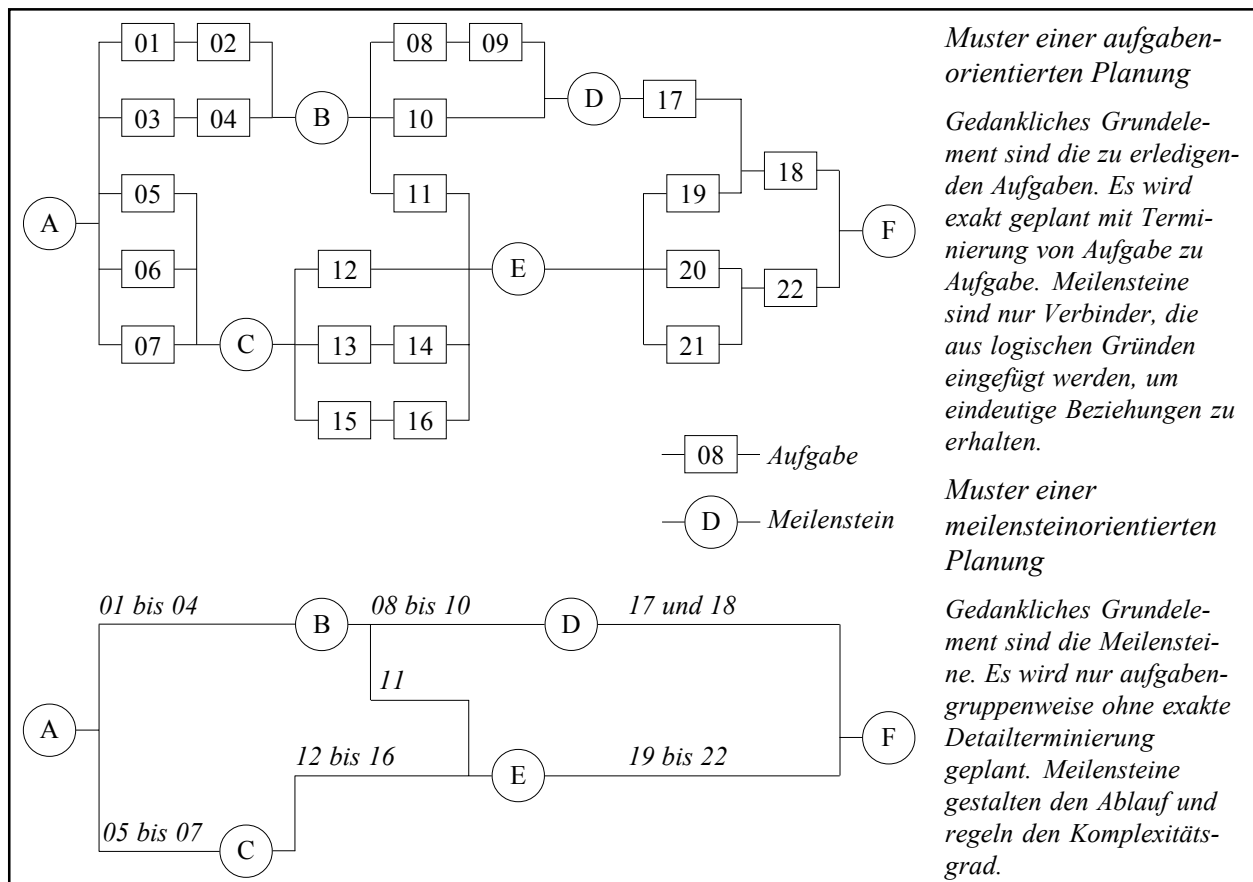 01 02 08 09
03 04 B 10 D 17
05 11 19 18
A F
06 12 E 20 22
07 C 13 14 21
15 16
08 Aufgabe
D Meilenstein
Muster einer aufgaben-
orientierten Planung
Gedankliches Grundele-
ment sind die zu erledigen-
den Aufgaben. Es wird
exakt geplant mit Termi-
nierung von Aufgabe zu
Aufgabe. Meilensteine
sind nur Verbinder, die
aus logischen Gründen
eingefügt werden, um
eindeutige Beziehungen zu
erhalten.
01 bis 04 B 08 bis 10 D 17 und 18
11
A F
12 bis 16 E 19 bis 22
05 bis 07 C
Muster einer
meilensteinorientierten
Planung
Gedankliches Grundele-
ment sind die Meilenstei-
ne. Es wird nur aufgaben-
gruppenweise ohne exakte
Detailterminierung
geplant. Meilensteine
gestalten den Ablauf und
regeln den Komplexitäts-
grad.